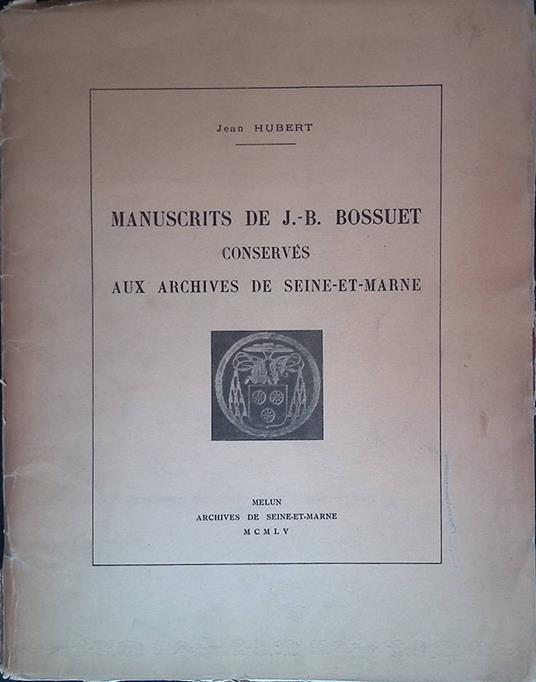 Jean HUBERT
MANUSCRITS DE J.-B. BOSSUET
CONSERVÉS
AUX ARCHIVES DE SEINE-ET-MARNE
MELUN
ARCHIVES DE SEINE-ET-MARNE
MCMLV